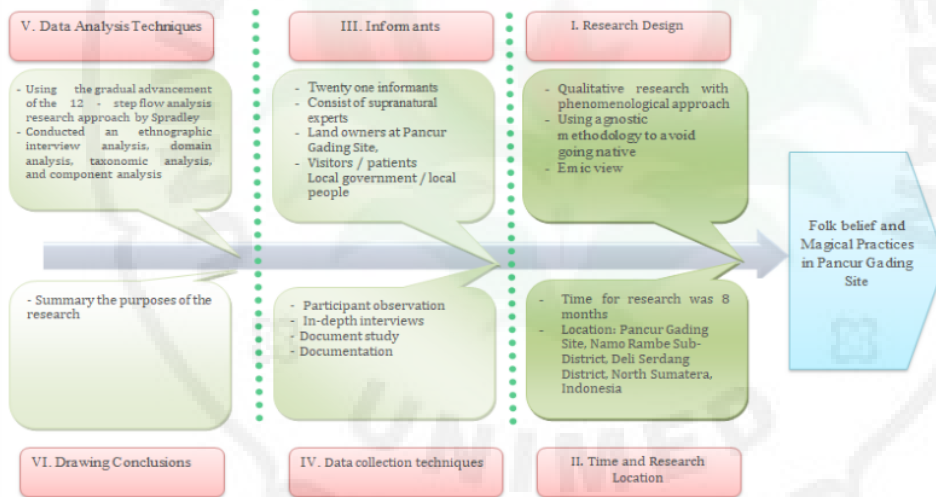 V. Data Analysis Techniques
III. Informants
I. Research Design
- Using the gradual advancement
of the 12 - step flow analysis
research approach by Spradley
- Conducted an ethnographic
interview analysis, domain
analysis, taxonomic analysis,
and component analysis
- Twenty one informants
- Consist of supranatural
experts
- Land owners at Pancur
Gading Site,
- Visitors / patients
Local government / local
people
- Qualitative research with
phenomenological approach
- Using agnostic
methodology to avoid
going native
- Emic view
Folk belief and
Magical Practices
in Pancur Gading
Site
- Summary the purposes of the
research
- Participant observation
- In-depth interviews
- Document study
- Documentation
- Time for research was 8
months
- Location: Pancur Gading
Site, Namo Rambe Sub-
District, Deli Serdang
District, North Sumatera,
Indonesia
VI. Drawing Conclusions
IV. Data collection techniques
II. Time and Research
Location
UNIMED